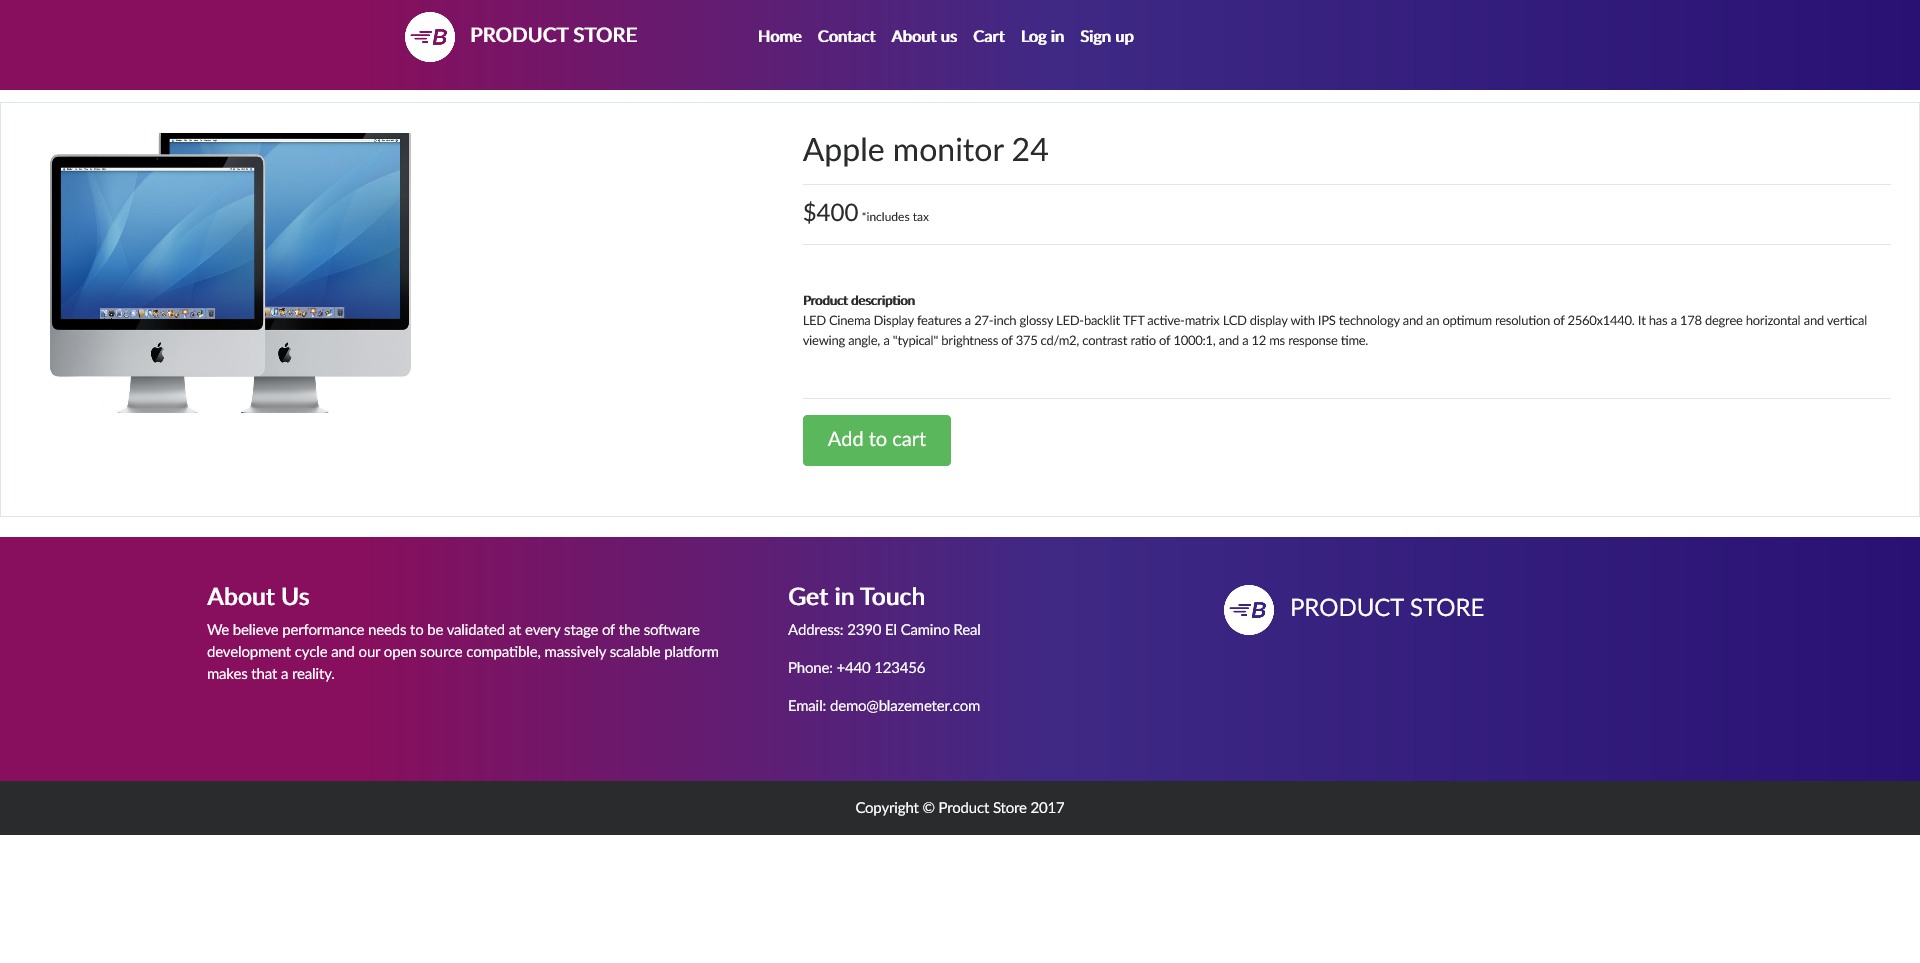 B PRODUCT STORE Home Contact About us Cart Log in Sign up
Apple monitor 24
$400 *includes tax
Product description
LED Cinema Display features a 27-inch glossy LED-backlit TFT active-matrix LCD display with IPS technology and an optimum resolution of 2560x1440. It has a 178 degree horizontal and vertical
viewing angle, a "typical" brightness of 375 cd/m2, contrast ratio of 1000:1, and a 12 ms response time.
Add to cart
About Us
We believe performance needs to be validated at every stage of the software
development cycle and our open source compatible, massively scalable platform
makes that a reality.
Get in Touch
Address: 2390 El Camino Real
Phone: +440 123456
Email: demo@blazemeter.com
B PRODUCT STORE
Copyright © Product Store 2017